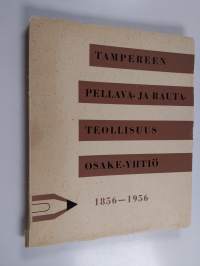 TAMPEREEN
PELLAVA- JA RAUTA-
TEOLLISUUS
OSAKE-YHTIÖ
1856—1956